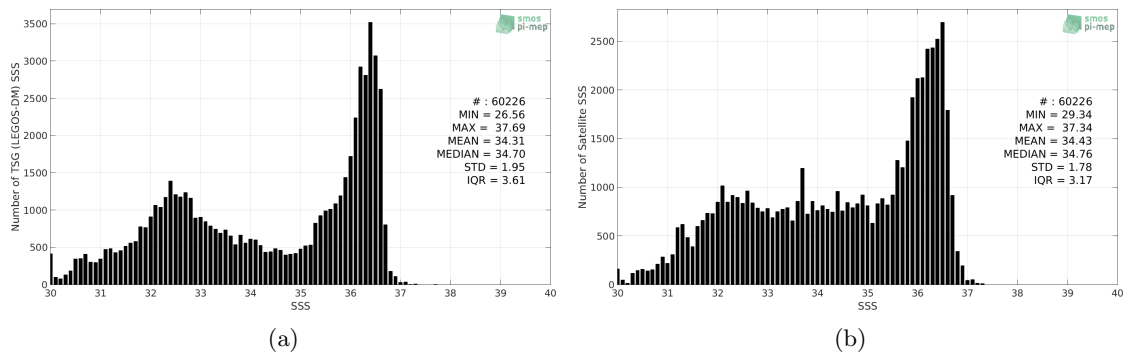 3500
3000
2500
2000
1500
1000
500
0
Number of TSG (LEGOS-DM) SSS
smos
pi-mep
# : 60226
MIN = 26.56
MAX = 37.69
MEAN = 34.31
MEDIAN = 34.70
STD = 1.95
IQR = 3.61
30 31 32 33 34 35 36 37 38 39 40
SSS
(a)
2500
2000
1500
1000
500
0
Number of Satellite SSS
smos
pi-mep
# : 60226
MIN = 29.34
MAX = 37.34
MEAN = 34.43
MEDIAN = 34.76
STD = 1.78
IQR = 3.17
30 31 32 33 34 35 36 37 38 39 40
SSS
(b)